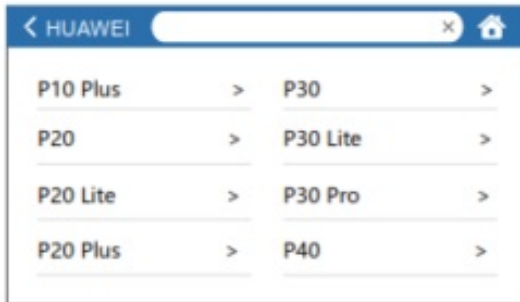 < HUAWEI ×
P10 Plus >
P20 >
P20 Lite >
P20 Plus >
P30 >
P30 Lite >
P30 Pro >
P40 >